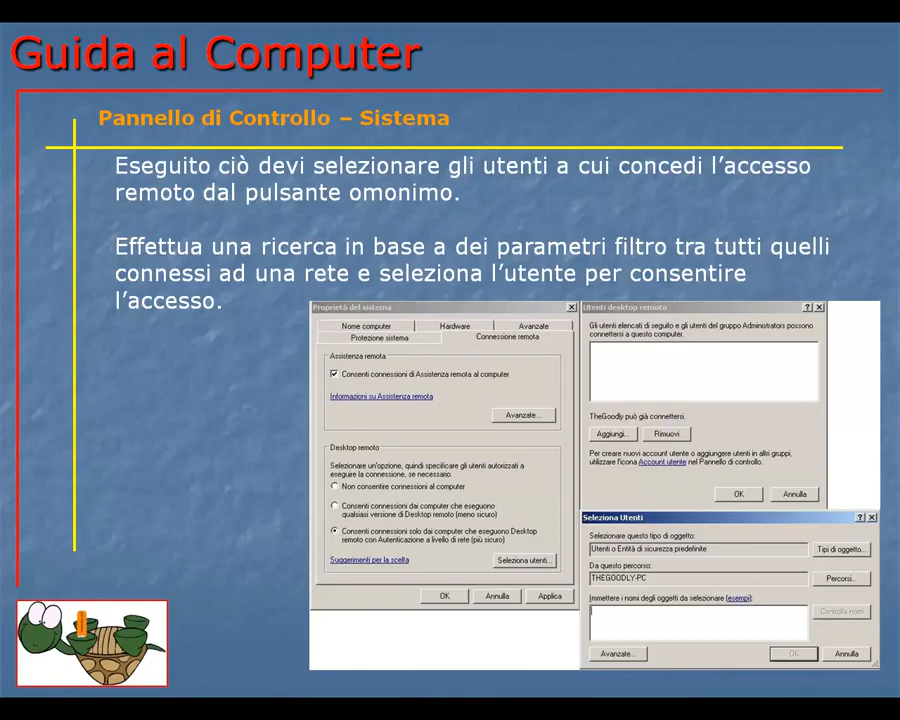 Guida al Computer
Pannello di Controllo – Sistema
Eseguito ciò devi selezionare gli utenti a cui concedi l’accesso
remoto dal pulsante omonimo.
Effettua una ricerca in base a dei parametri filtro tra tutti quelli
connessi ad una rete e seleziona l’utente per consentire
l’accesso.
Proprietà del sistema
Nome computer
Hardware
Avanzate
Protezione sistema
Connessione remota
Assistenza remota
Consenti connessioni di Assistenza remota al computer
Informazioni su Assistenza remota
Avanzate...
Desktop remoto
Selezionare un'opzione, quindi specificare gli utenti autorizzati a
eseguire la connessione, se necessario.
Non consentire connessioni al computer
Consenti connessioni dai computer che eseguono
qualsiasi versione di Desktop remoto (meno sicuro)
Consenti connessioni solo dai computer che eseguono Desktop
remoto con Autenticazione a livello di rete (più sicuro)
Suggerimenti per la scelta
Seleziona utenti...
OK
Annulla
Applica
Utenti desktop remoto
Gli utenti elencati di seguito e gli utenti del gruppo Administrators possono
connettersi a questo computer.
TheGoodly può già connettersi.
Aggiungi...
Rimuovi
Per creare nuovi account utente o aggiungere utenti in altri gruppi,
utilizzare l'icona Account utente nel Pannello di controllo.
OK
Annulla
Seleziona Utenti
Selezionare questo tipo di oggetto:
Utenti o Entità di sicurezza predefinite
Tipi di oggetto...
Da questo percorso:
THEGOODLY-PC
Percorsi...
Immettere i nomi degli oggetti da selezionare (esempi):
Controlla nomi
Avanzate...
OK
Annulla